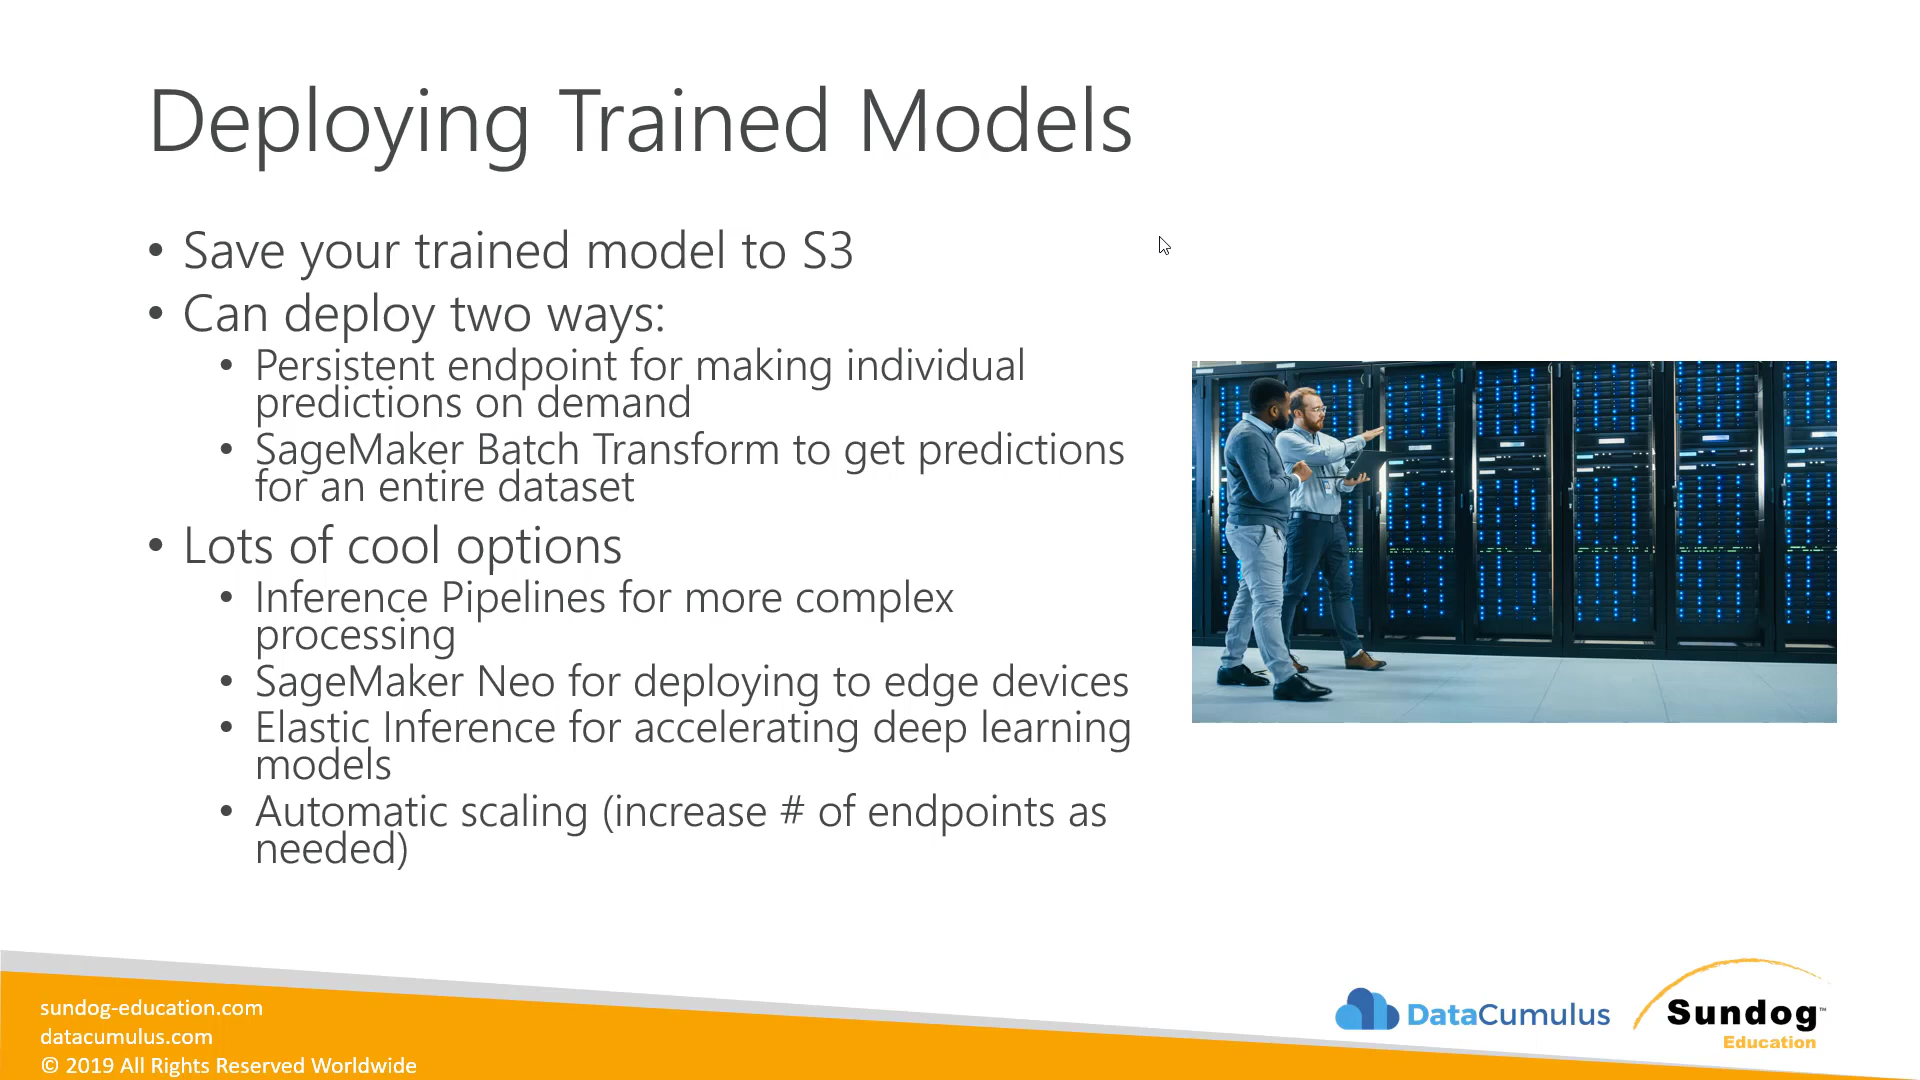 Deploying Trained Models
• Save your trained model to S3
• Can deploy two ways:
• Persistent endpoint for making individual
predictions on demand
• SageMaker Batch Transform to get predictions
for an entire dataset
• Lots of cool options
• Inference Pipelines for more complex
processing
• SageMaker Neo for deploying to edge devices
• Elastic Inference for accelerating deep learning
models
• Automatic scaling (increase # of endpoints as
needed)
sundog-education.com
datacumulus.com
© 2019 All Rights Reserved Worldwide
DataCumulus
Sundog™
Education